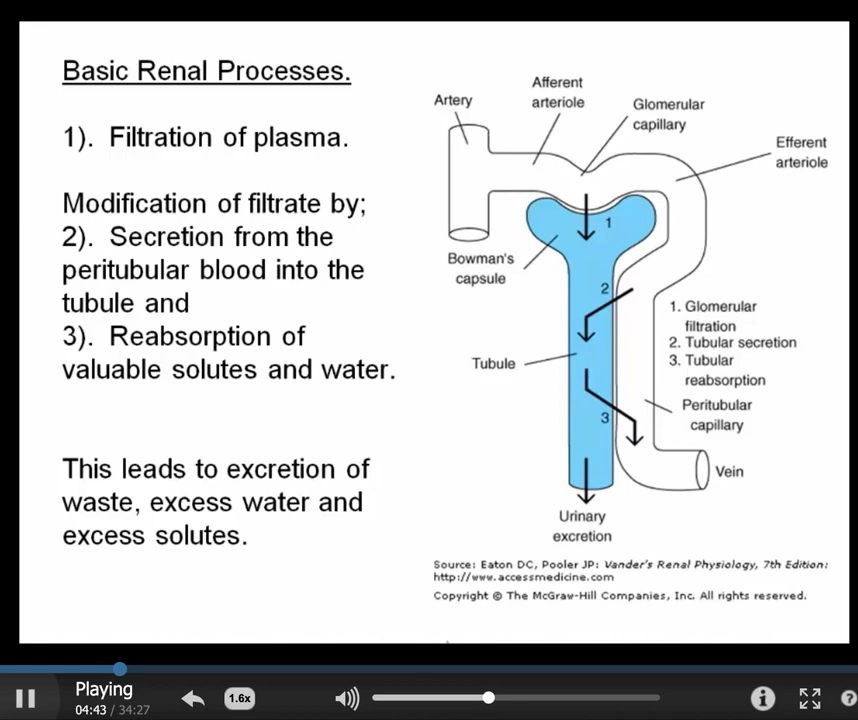 Basic Renal Processes.
1). Filtration of plasma.
Modification of filtrate by;
2). Secretion from the
peritubular blood into the
tubule and
3). Reabsorption of
valuable solutes and water.
This leads to excretion of
waste, excess water and
excess solutes.
Artery
Afferent
arteriole
Glomerular
capillary
Efferent
arteriole
1
Bowman's
capsule
2
1. Glomerular
filtration
2. Tubular secretion
3. Tubular
reabsorption
Tubule
3
Peritubular
capillary
Vein
Urinary
excretion
Source: Eaton DC, Pooler JP: Vander's Renal Physiology, 7th Edition:
http://www.accessmedicine.com
Copyright © The McGraw-Hill Companies, Inc. All rights reserved.
Playing
04:43 / 34:27
1.6x
i
?